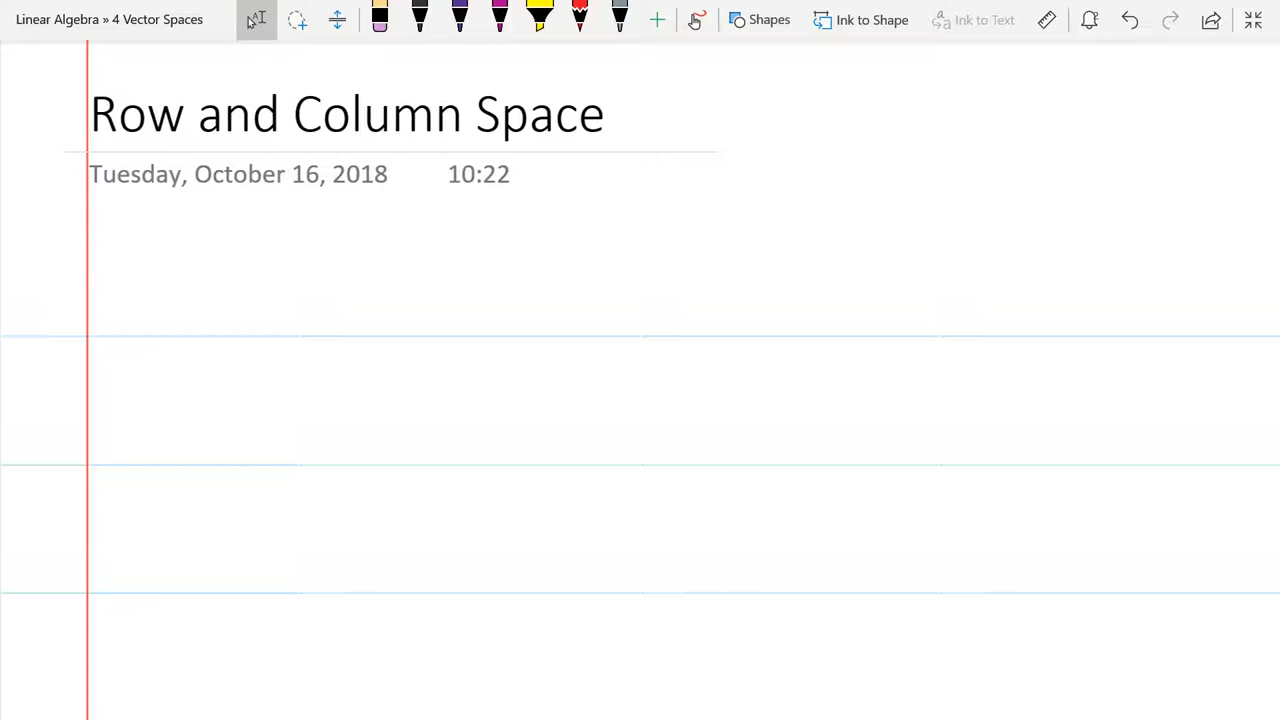 Linear Algebra » 4 Vector Spaces
Shapes
Ink to Shape
Ink to Text
Row and Column Space
Tuesday, October 16, 2018 10:22